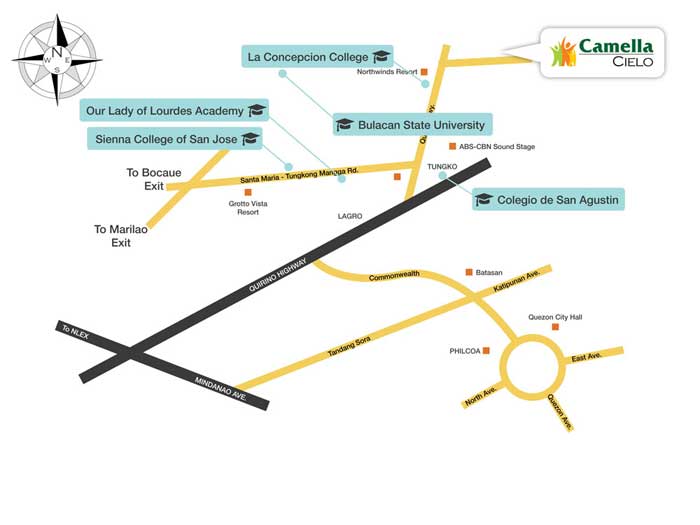 N
W
E
S
La Concepcion College
Northwinds Resort
Camella
CIELO
Our Lady of Lourdes Academy
Bulacan State University
Sienna College of San Jose
ABS-CBN Sound Stage
To Bocaue
Exit
Santa Maria - Tungkong Mangga Rd.
TUNGKO
Grotto Vista
Resort
Colegio de San Agustin
LAGRO
To Marilao
Exit
QUIRINO HIGHWAY
Commonwealth
Batasan
Katipunan Ave.
Quezon City Hall
To NLEX
Tandang Sora
PHILCOA
East Ave.
MINDANAO AVE.
North Ave.
Quezon Ave.